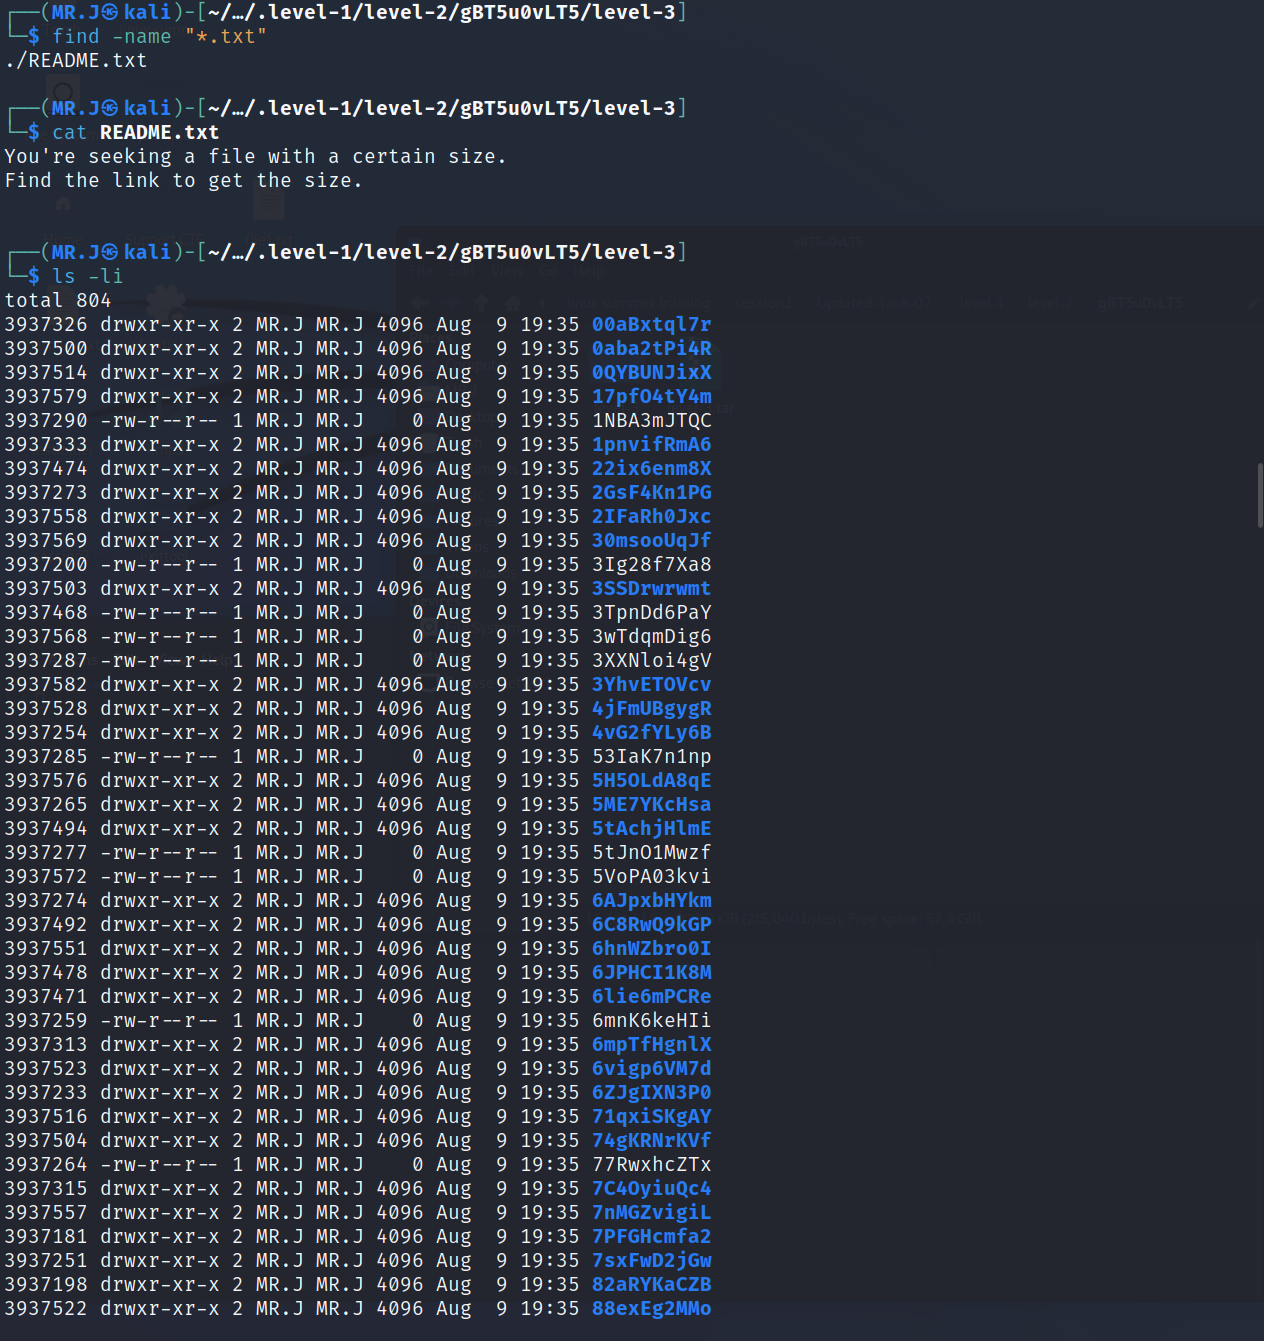 ┌──(MR.J㉿kali)-[~/…/.level-1/level-2/gBT5u0vLT5/level-3]
└─$ find -name "*.txt"
./README.txt
┌──(MR.J㉿kali)-[~/…/.level-1/level-2/gBT5u0vLT5/level-3]
└─$ cat README.txt
You're seeking a file with a certain size.
Find the link to get the size.
┌──(MR.J㉿kali)-[~/…/.level-1/level-2/gBT5u0vLT5/level-3]
└─$ ls -li
total 804
3937326 drwxr-xr-x 2 MR.J MR.J 4096 Aug  9 19:35 00aBxtql7r
3937500 drwxr-xr-x 2 MR.J MR.J 4096 Aug  9 19:35 0aba2tPi4R
3937514 drwxr-xr-x 2 MR.J MR.J 4096 Aug  9 19:35 0QYBUNJixX
3937579 drwxr-xr-x 2 MR.J MR.J 4096 Aug  9 19:35 17pfO4tY4m
3937290 -rw-r--r-- 1 MR.J MR.J    0 Aug  9 19:35 1NBA3mJTQC
3937333 drwxr-xr-x 2 MR.J MR.J 4096 Aug  9 19:35 1pnvifRmA6
3937474 drwxr-xr-x 2 MR.J MR.J 4096 Aug  9 19:35 22ix6enm8X
3937273 drwxr-xr-x 2 MR.J MR.J 4096 Aug  9 19:35 2GsF4Kn1PG
3937558 drwxr-xr-x 2 MR.J MR.J 4096 Aug  9 19:35 2IFaRh0Jxc
3937569 drwxr-xr-x 2 MR.J MR.J 4096 Aug  9 19:35 30msooUqJf
3937200 -rw-r--r-- 1 MR.J MR.J    0 Aug  9 19:35 3Ig28f7Xa8
3937503 drwxr-xr-x 2 MR.J MR.J 4096 Aug  9 19:35 3SSDrwrwmt
3937468 -rw-r--r-- 1 MR.J MR.J    0 Aug  9 19:35 3TpnDd6PaY
3937568 -rw-r--r-- 1 MR.J MR.J    0 Aug  9 19:35 3wTdqmDig6
3937287 -rw-r--r-- 1 MR.J MR.J    0 Aug  9 19:35 3XXNloi4gV
3937582 drwxr-xr-x 2 MR.J MR.J 4096 Aug  9 19:35 3YhvETOVcv
3937528 drwxr-xr-x 2 MR.J MR.J 4096 Aug  9 19:35 4jFmUBgygR
3937254 drwxr-xr-x 2 MR.J MR.J 4096 Aug  9 19:35 4vG2fYLy6B
3937285 -rw-r--r-- 1 MR.J MR.J    0 Aug  9 19:35 53IaK7n1np
3937576 drwxr-xr-x 2 MR.J MR.J 4096 Aug  9 19:35 5H5OLdA8qE
3937265 drwxr-xr-x 2 MR.J MR.J 4096 Aug  9 19:35 5ME7YKcHsa
3937494 drwxr-xr-x 2 MR.J MR.J 4096 Aug  9 19:35 5tAchjHlmE
3937277 -rw-r--r-- 1 MR.J MR.J    0 Aug  9 19:35 5tJnO1Mwzf
3937572 -rw-r--r-- 1 MR.J MR.J    0 Aug  9 19:35 5VoPA03kvi
3937274 drwxr-xr-x 2 MR.J MR.J 4096 Aug  9 19:35 6AJpxbHYkm
3937492 drwxr-xr-x 2 MR.J MR.J 4096 Aug  9 19:35 6C8RwQ9kGP
3937551 drwxr-xr-x 2 MR.J MR.J 4096 Aug  9 19:35 6hnWZbro0I
3937478 drwxr-xr-x 2 MR.J MR.J 4096 Aug  9 19:35 6JPHCI1K8M
3937471 drwxr-xr-x 2 MR.J MR.J 4096 Aug  9 19:35 6lie6mPCRe
3937259 -rw-r--r-- 1 MR.J MR.J    0 Aug  9 19:35 6mnK6keHIi
3937313 drwxr-xr-x 2 MR.J MR.J 4096 Aug  9 19:35 6mpTfHgnlX
3937523 drwxr-xr-x 2 MR.J MR.J 4096 Aug  9 19:35 6vigp6VM7d
3937233 drwxr-xr-x 2 MR.J MR.J 4096 Aug  9 19:35 6ZJgIXN3P0
3937516 drwxr-xr-x 2 MR.J MR.J 4096 Aug  9 19:35 71qxiSKgAY
3937504 drwxr-xr-x 2 MR.J MR.J 4096 Aug  9 19:35 74gKRNrKVf
3937264 -rw-r--r-- 1 MR.J MR.J    0 Aug  9 19:35 77RwxhcZTx
3937315 drwxr-xr-x 2 MR.J MR.J 4096 Aug  9 19:35 7C4OyiuQc4
3937557 drwxr-xr-x 2 MR.J MR.J 4096 Aug  9 19:35 7nMGZvigiL
3937181 drwxr-xr-x 2 MR.J MR.J 4096 Aug  9 19:35 7PFGHcmfa2
3937251 drwxr-xr-x 2 MR.J MR.J 4096 Aug  9 19:35 7sxFwD2jGw
3937198 drwxr-xr-x 2 MR.J MR.J 4096 Aug  9 19:35 82aRYKaCZB
3937522 drwxr-xr-x 2 MR.J MR.J 4096 Aug  9 19:35 88exEg2MMo